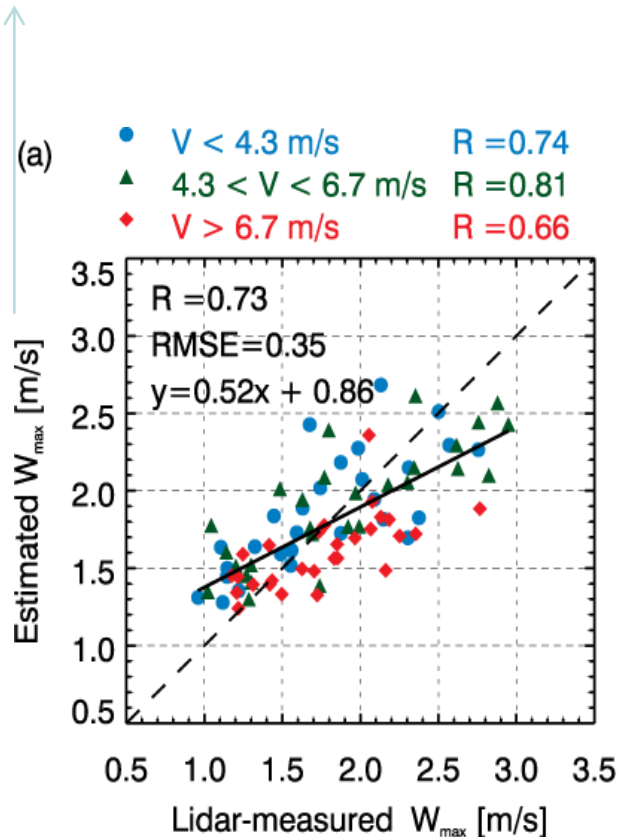 (a)
V < 4.3 m/s R =0.74
4.3 < V < 6.7 m/s R =0.81
V > 6.7 m/s R =0.66
R =0.73
RMSE=0.35
y=0.52x + 0.86
3.5
3.0
2.5
2.0
1.5
1.0
0.5
Estimated Wmax [m/s]
0.5 1.0 1.5 2.0 2.5 3.0 3.5
Lidar-measured Wmax [m/s]